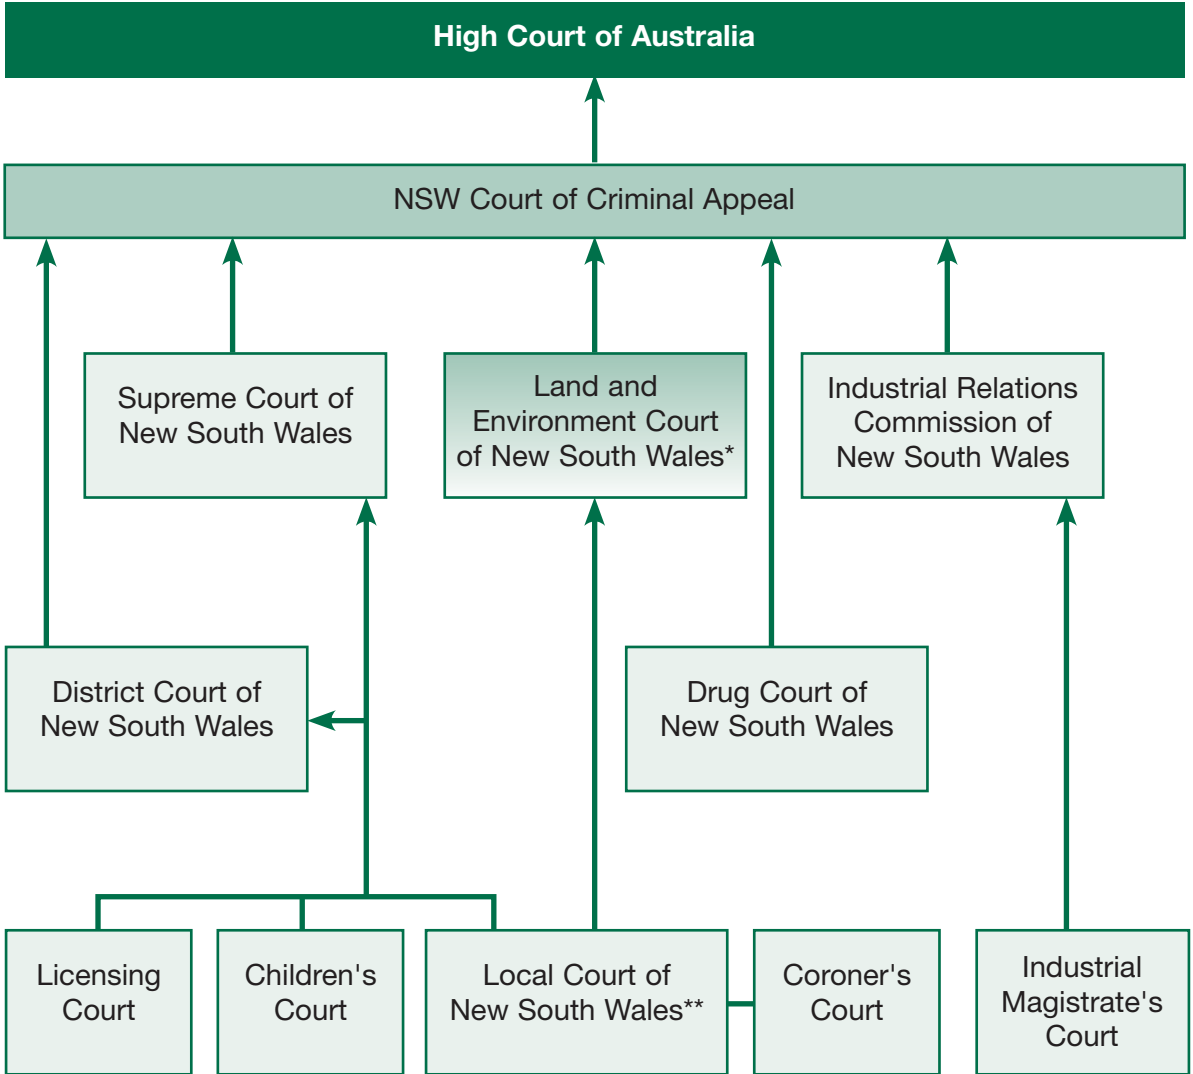 High Court of Australia
NSW Court of Criminal Appeal
Supreme Court of
New South Wales
Land and
Environment Court
of New South Wales*
Industrial Relations
Commission of
New South Wales
District Court of
New South Wales
Drug Court of
New South Wales
Licensing
Court
Children's
Court
Local Court of
New South Wales**
Coroner's
Court
Industrial
Magistrate's
Court